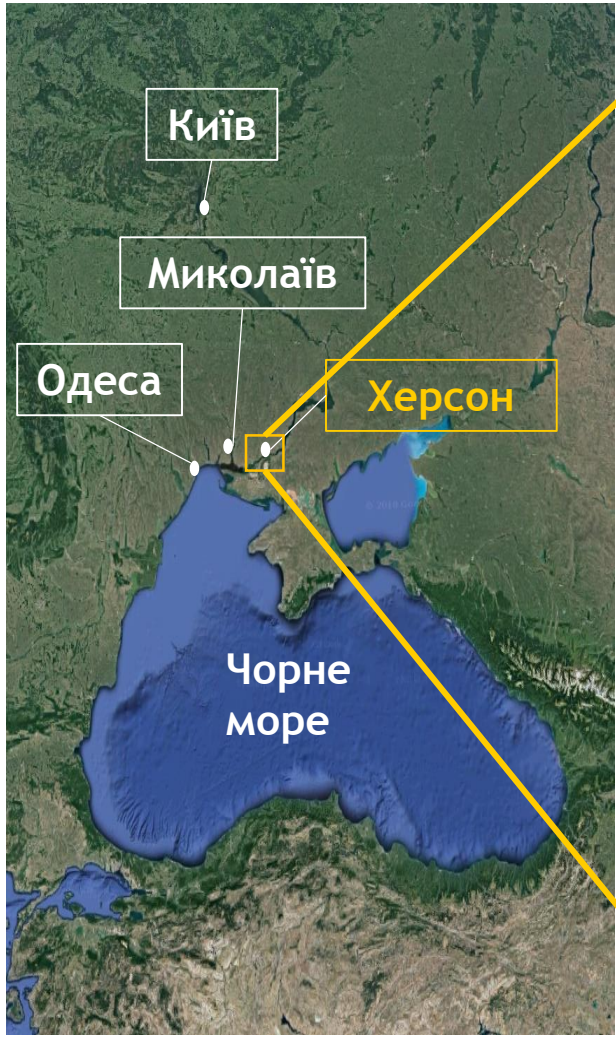 Київ
Миколаїв
Одеса
Херсон
Чорне
море